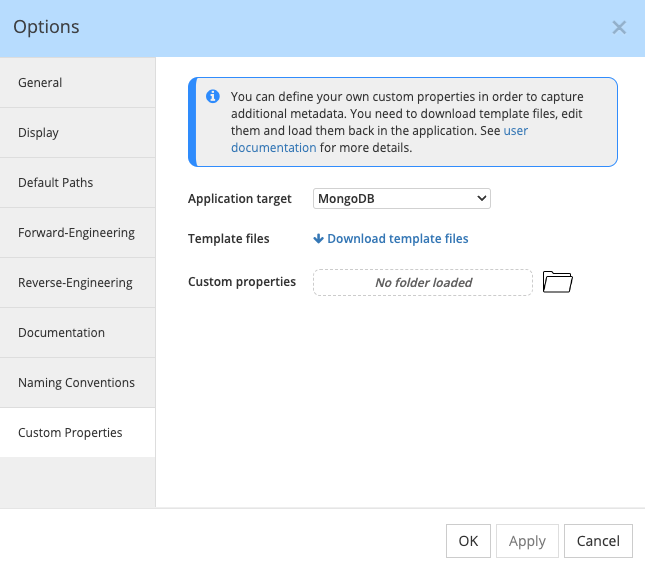 Options
General
Display
Default Paths
Forward-Engineering
Reverse-Engineering
Documentation
Naming Conventions
Custom Properties
You can define your own custom properties in order to capture
additional metadata. You need to download template files, edit
them and load them back in the application. See user
documentation for more details.
Application target MongoDB
Template files Download template files
Custom properties No folder loaded
OK Apply Cancel